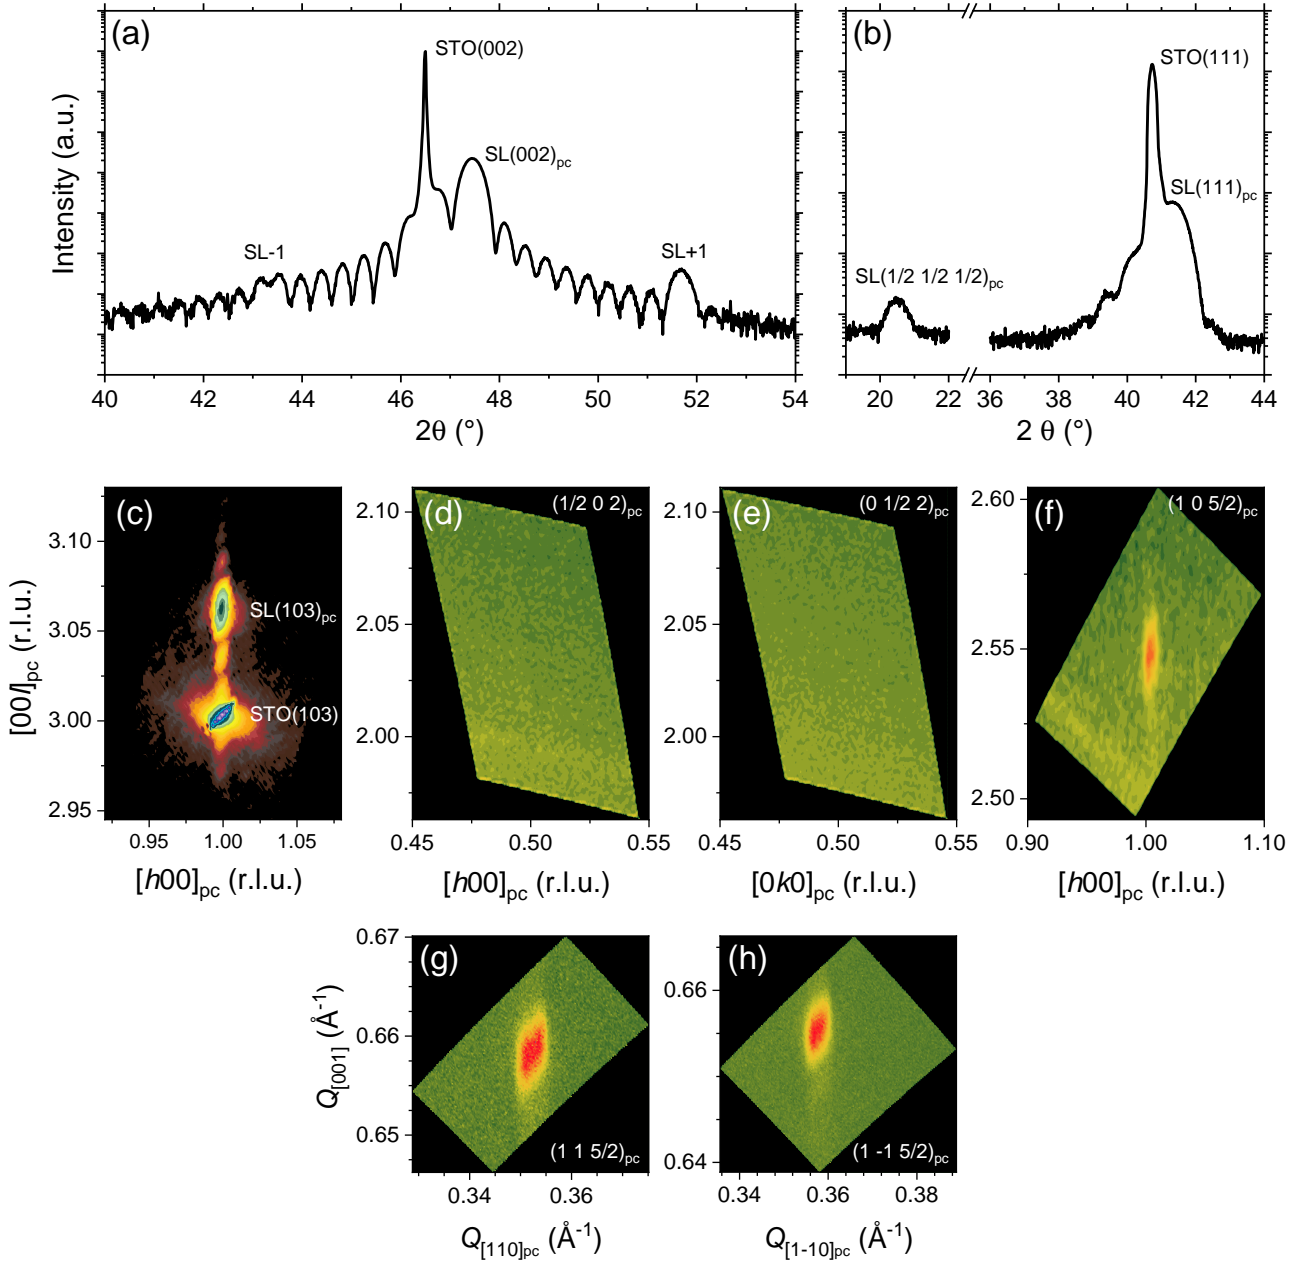 (a)
STO(002)
SL(002)pc
SL-1
SL+1
Intensity (a.u.)
40 42 44 46 48 50 52 54
2θ (°)
(b)
STO(111)
SL(111)pc
SL(1/2 1/2 1/2)pc
20 22 36 38 40 42 44
2 θ (°)
(c)
SL(103)pc
STO(103)
3.10
3.05
3.00
2.95
[00l]pc (r.l.u.)
0.95 1.00 1.05
[h00]pc (r.l.u.)
(d)
(1/2 0 2)pc
2.10
2.05
2.00
0.45 0.50 0.55
[h00]pc (r.l.u.)
(e)
(0 1/2 2)pc
2.10
2.05
2.00
0.45 0.50 0.55
[0k0]pc (r.l.u.)
(f)
(1 0 5/2)pc
2.60
2.55
2.50
0.90 1.00 1.10
[h00]pc (r.l.u.)
(g)
(1 1 5/2)pc
0.67
0.66
0.65
Q[001] (Å-1)
0.34 0.36
Q[110]pc (Å-1)
(h)
(1 -1 5/2)pc
0.66
0.64
0.34 0.36 0.38
Q[1-10]pc (Å-1)